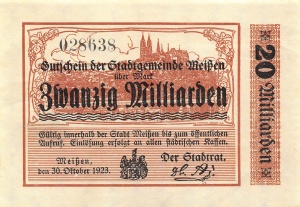 028638
Gutschein der Stadtgemeinde Meißen
über Mark
Zwanzig Milliarden
Gültig innerhalb der Stadt Meißen bis zum öffentlichen
Aufruf. Einlösung erfolgt an allen städtischen Kassen.
Meißen,
den 30. Oktober 1923.
Der Stadtrat.
20 Milliarden